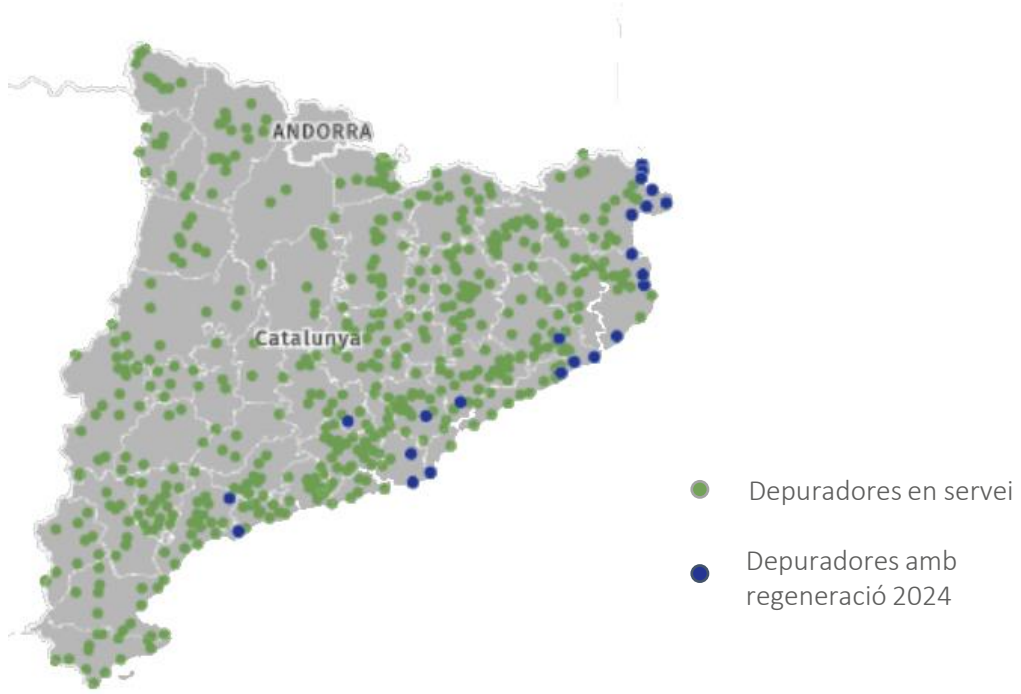 ANDORRA
Catalunya
Depuradores en servei
Depuradores amb
regeneració 2024